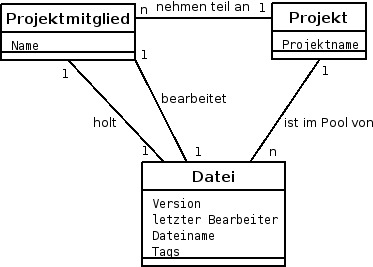 Projektmitglied n nehmen teil an 1 Projekt
Name
Projektname
1
1
1
bearbeitet
holt
ist im Pool von
1
1
n
Datei
Version
letzter Bearbeiter
Dateiname
Tags